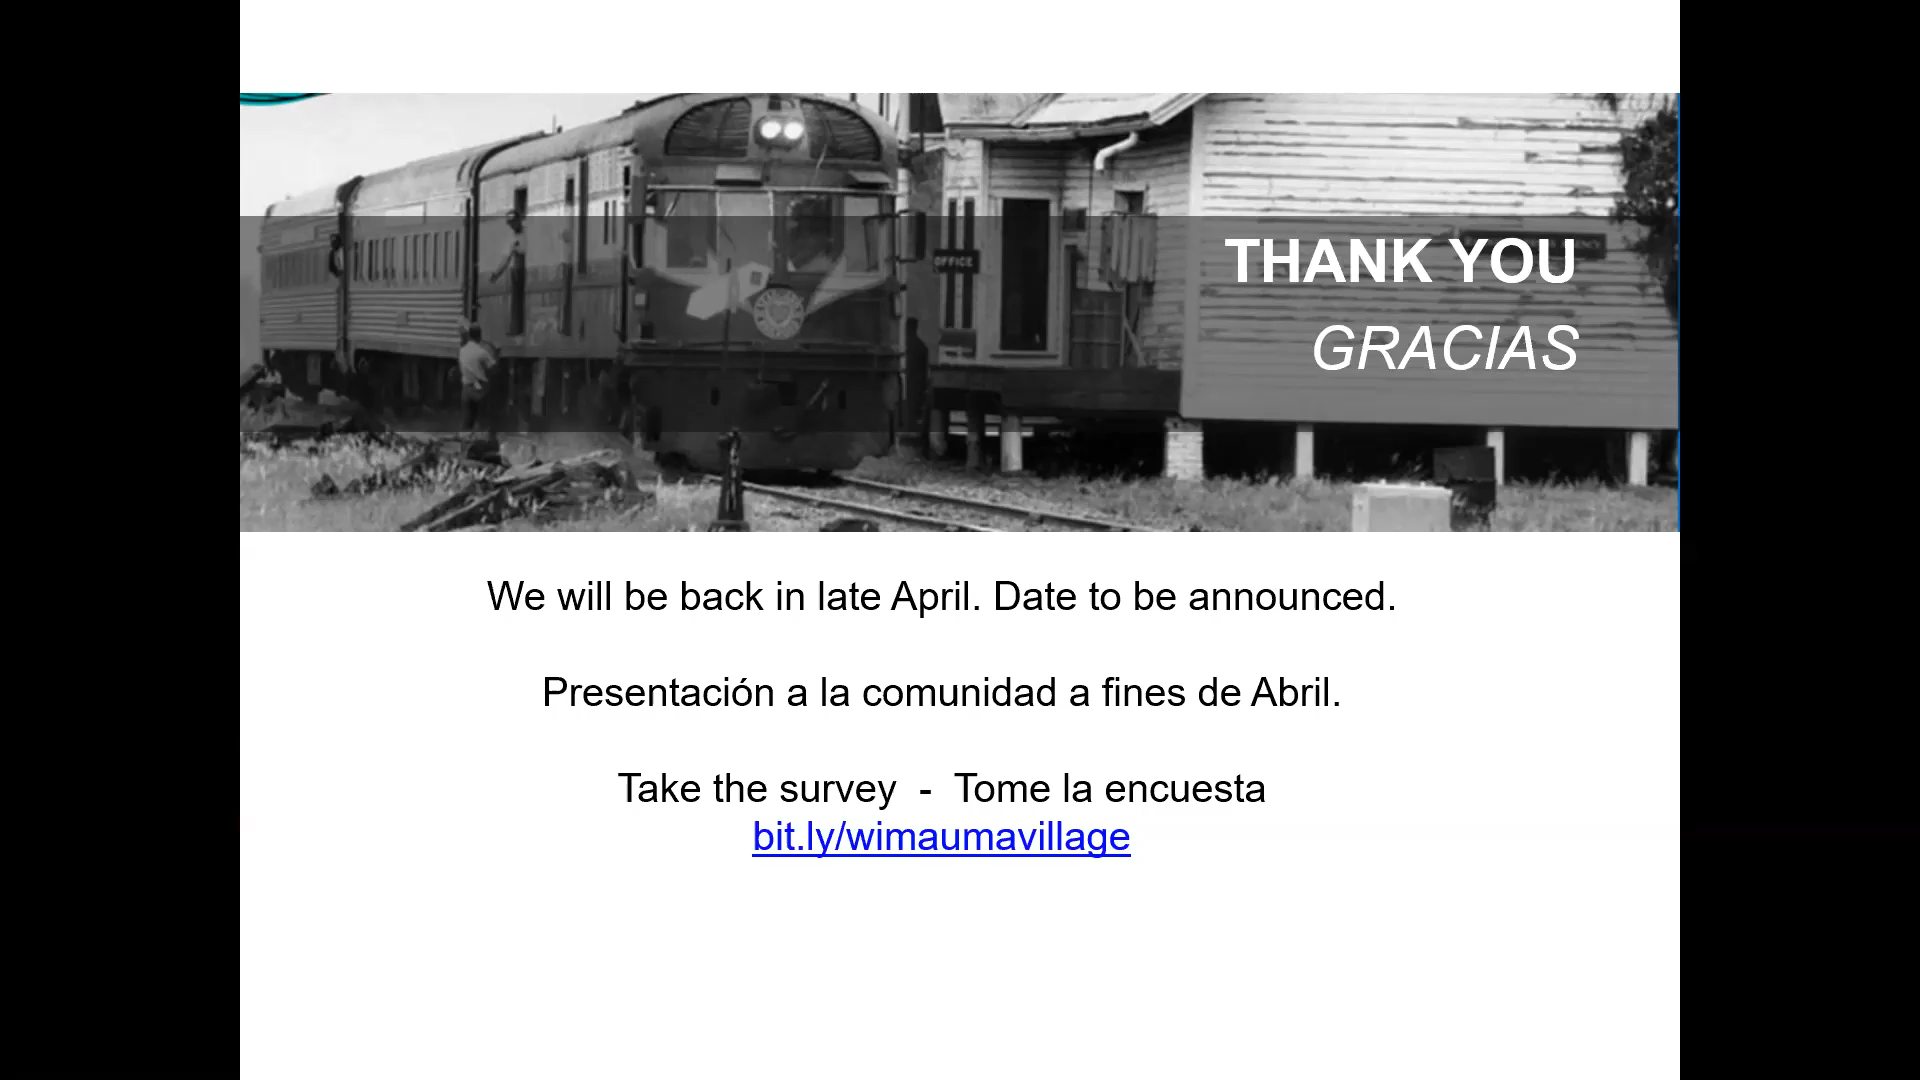 OFFICE
THANK YOU
GRACIAS
We will be back in late April. Date to be announced.
Presentación a la comunidad a fines de Abril.
Take the survey - Tome la encuesta
bit.ly/wimaumavillage